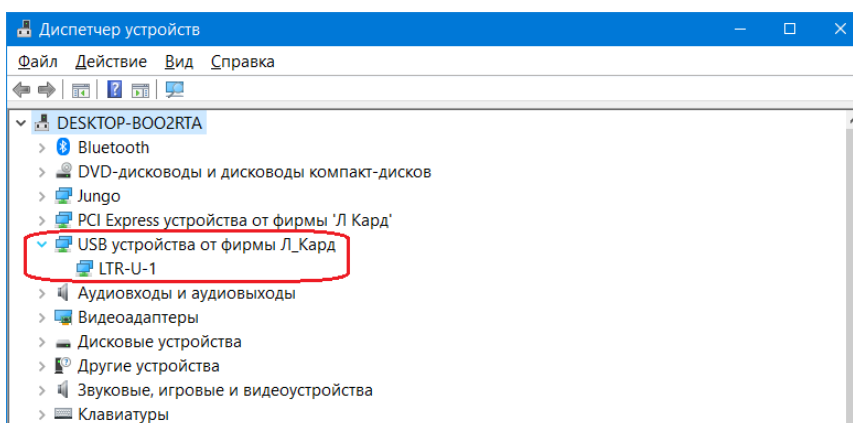 Диспетчер устройств
Файл Действие Вид Справка
DESKTOP-BOO2RTA
Bluetooth
DVD-дисководы и дисководы компакт-дисков
Jungo
PCI Express устройства от фирмы 'Л Кард'
USB устройства от фирмы Л_Кард
LTR-U-1
Аудиовходы и аудиовыходы
Видеоадаптеры
Дисковые устройства
Другие устройства
Звуковые, игровые и видеоустройства
Клавиатуры